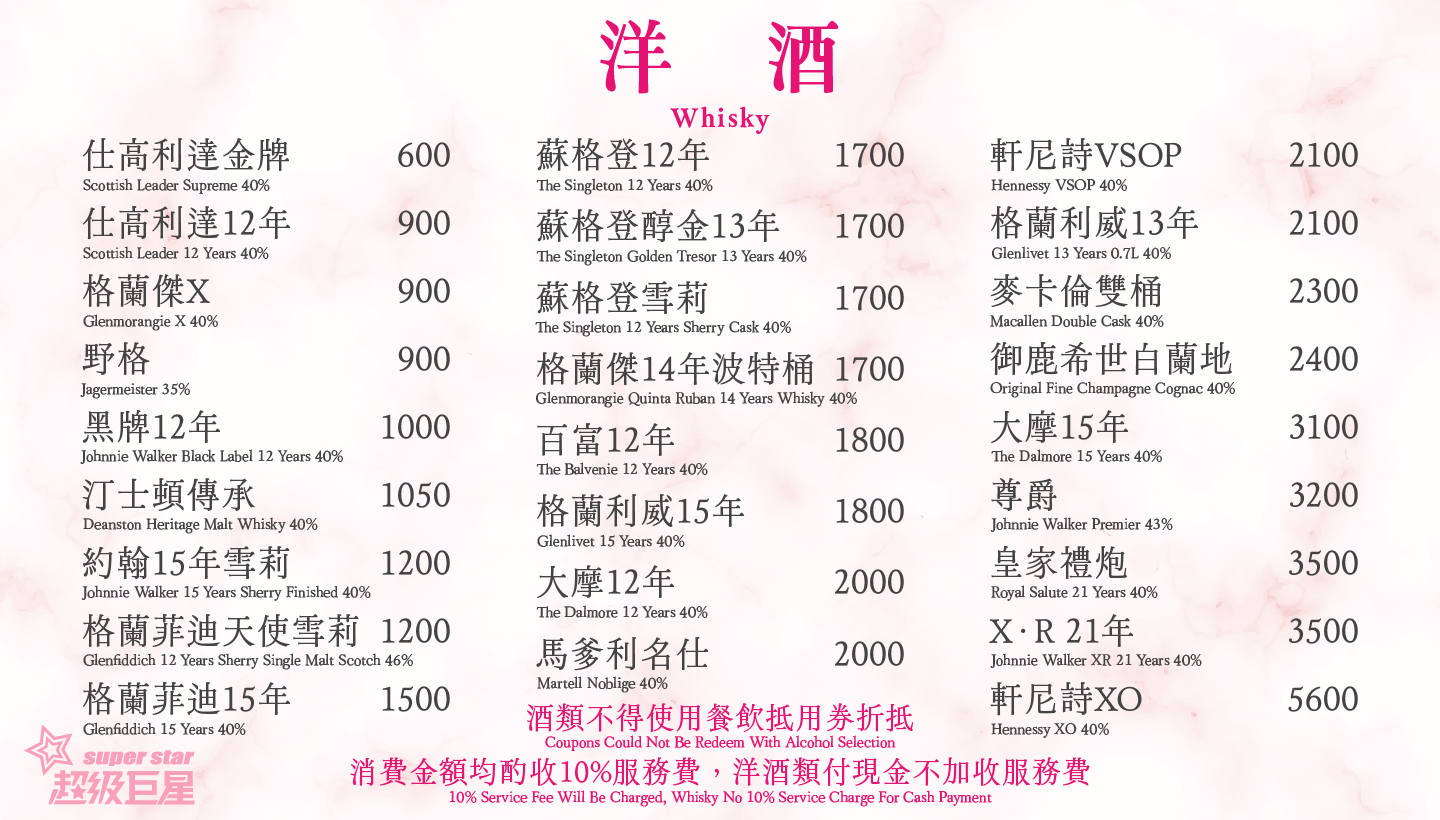 洋 酒
Whisky
仕高利達金牌 600
Scottish Leader Supreme 40%
仕高利達12年 900
Scottish Leader 12 Years 40%
格蘭傑X 900
Glenmorangie X 40%
野格 900
Jagermeister 35%
黑牌12年 1000
Johnnie Walker Black Label 12 Years 40%
汀士頓傳承 1050
Deanston Heritage Malt Whisky 40%
約翰15年雪莉 1200
Johnnie Walker 15 Years Sherry Finished 40%
格蘭菲迪天使雪莉 1200
Glenfiddich 12 Years Sherry Single Malt Scotch 46%
格蘭菲迪15年 1500
Glenfiddich 15 Years 40%
蘇格登12年 1700
The Singleton 12 Years 40%
蘇格登醇金13年 1700
The Singleton Golden Tresor 13 Years 40%
蘇格登雪莉 1700
The Singleton 12 Years Sherry Cask 40%
格蘭傑14年波特桶 1700
Glenmorangie Quinta Ruban 14 Years Whisky 40%
百富12年 1800
The Balvenie 12 Years 40%
格蘭利威15年 1800
Glenlivet 15 Years 40%
大摩12年 2000
The Dalmore 12 Years 40%
馬爹利名仕 2000
Martell Noblige 40%
軒尼詩VSOP 2100
Hennessy VSOP 40%
格蘭利威13年 2100
Glenlivet 13 Years 0.7L 40%
麥卡倫雙桶 2300
Macallen Double Cask 40%
御鹿希世白蘭地 2400
Original Fine Champagne Cognac 40%
大摩15年 3100
The Dalmore 15 Years 40%
尊爵 3200
Johnnie Walker Premier 43%
皇家禮炮 3500
Royal Salute 21 Years 40%
X·R 21年 3500
Johnnie Walker XR 21 Years 40%
軒尼詩XO 5600
Hennessy XO 40%
酒類不得使用餐飲抵用券折抵
Coupons Could Not Be Redeem With Alcohol Selection
消費金額均酌收10%服務費，洋酒類付現金不加收服務費
10% Service Fee Will Be Charged, Whisky No 10% Service Charge For Cash Payment
super star
超级巨星